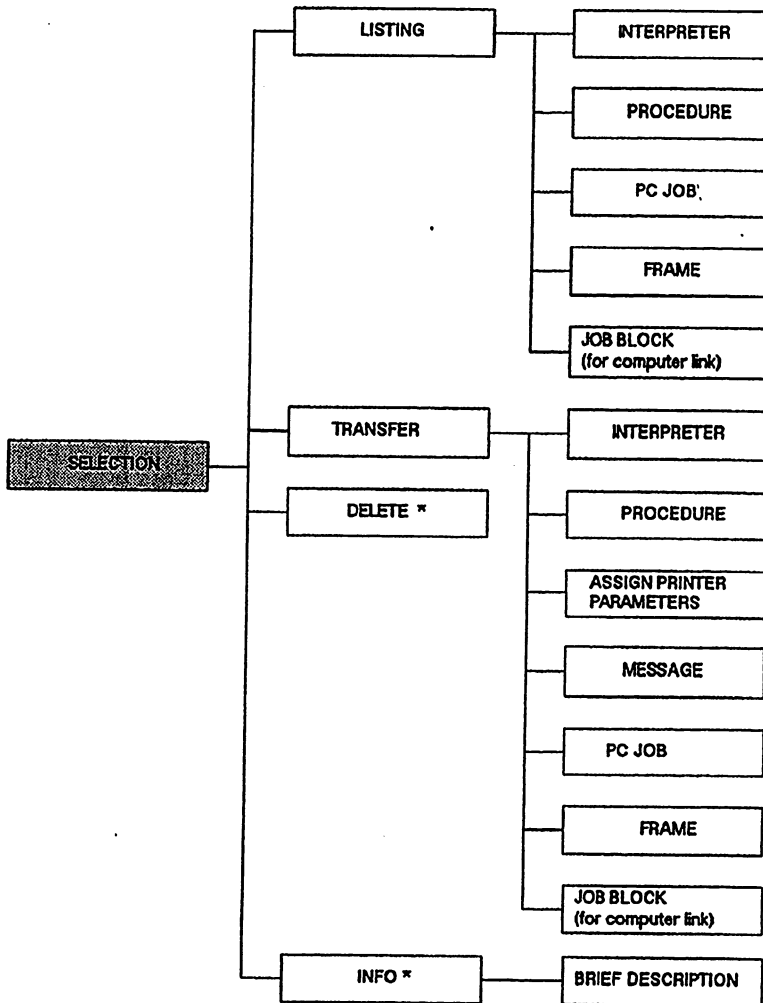 LISTING
INTERPRETER
PROCEDURE
PC JOB
FRAME
JOB BLOCK
(for computer link)
SELECTION
TRANSFER
INTERPRETER
DELETE *
PROCEDURE
ASSIGN PRINTER
PARAMETERS
MESSAGE
PC JOB
FRAME
JOB BLOCK
(for computer link)
INFO *
BRIEF DESCRIPTION